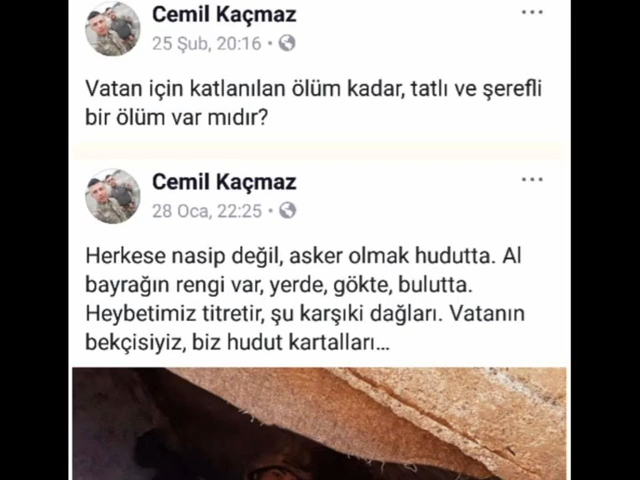 Cemil Kaçmaz
25 Şub, 20:16
Vatan için katlanılan ölüm kadar, tatlı ve şerefli
bir ölüm var mıdır?
Cemil Kaçmaz
28 Oca, 22:25
Herkese nasip değil, asker olmak hudutta. Al
bayrağın rengi var, yerde, gökte, bulutta.
Heybetimiz titretir, şu karşıki dağları. Vatanın
bekçisiyiz, biz hudut kartalları...